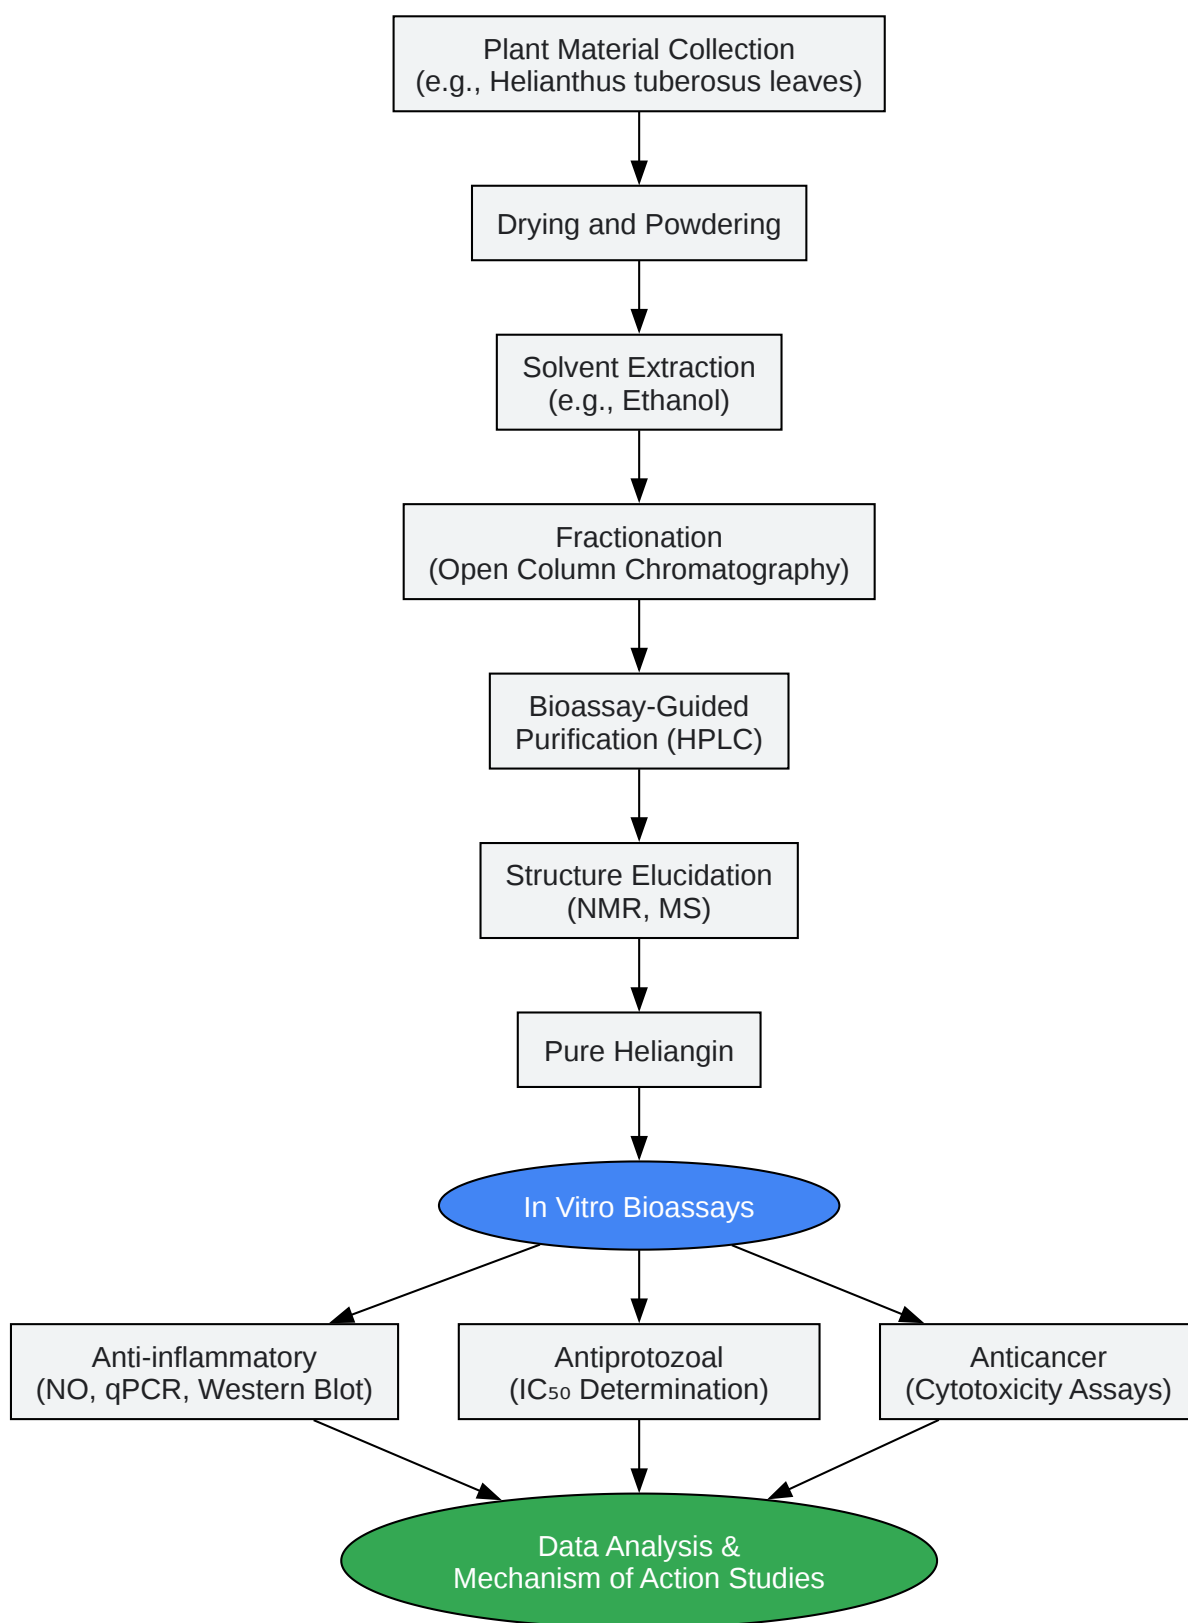 Plant Material Collection
(e.g., Helianthus tuberosus leaves)
Drying and Powdering
Solvent Extraction
(e.g., Ethanol)
Fractionation
(Open Column Chromatography)
Bioassay-Guided
Purification (HPLC)
Structure Elucidation
(NMR, MS)
Pure Heliangin
In Vitro Bioassays
Anti-inflammatory
(NO, qPCR, Western Blot)
Antiprotozoal
(IC₅₀ Determination)
Anticancer
(Cytotoxicity Assays)
Data Analysis &
Mechanism of Action Studies